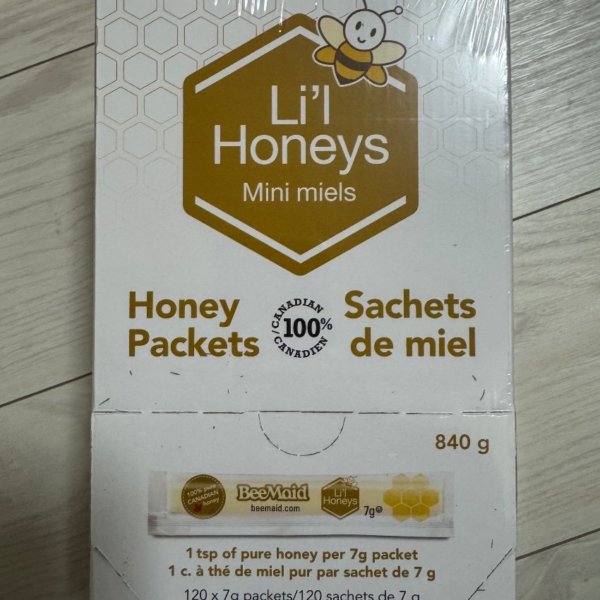 Li'l
Honeys
Mini miels
Honey
Packets
CANADIAN
100%
CANADIEN
Sachets
de miel
840 g
100% pure
CANADIAN
honey
BeeMaid
beemaid.com
Li'l
Honeys
7g
1 tsp of pure honey per 7g packet
1 c. à thé de miel pur par sachet de 7 g
120 x 7g packets/120 sachets de 7 g